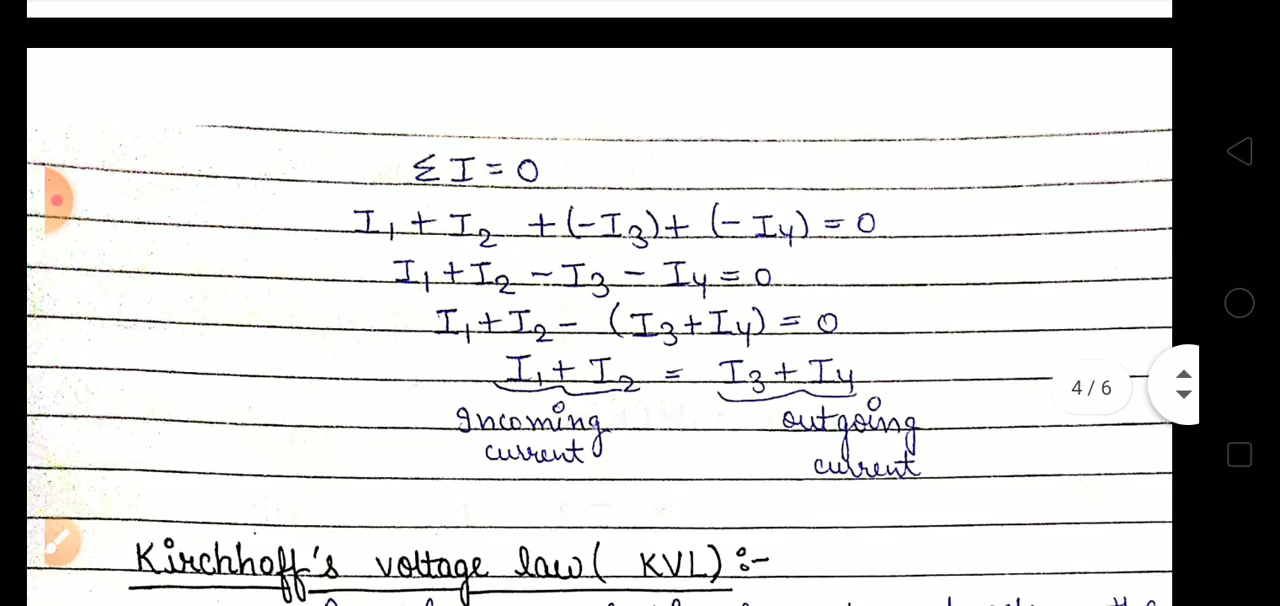 Σ I = 0
I₁ + I₂ + (-I₃) + (-I₄) = 0
I₁ + I₂ - I₃ - I₄ = 0
I₁ + I₂ - (I₃ + I₄) = 0
I₁ + I₂ = I₃ + I₄
4 / 6
Incoming current
outgoing current
Kirchhoff's voltage law ( KVL) :-